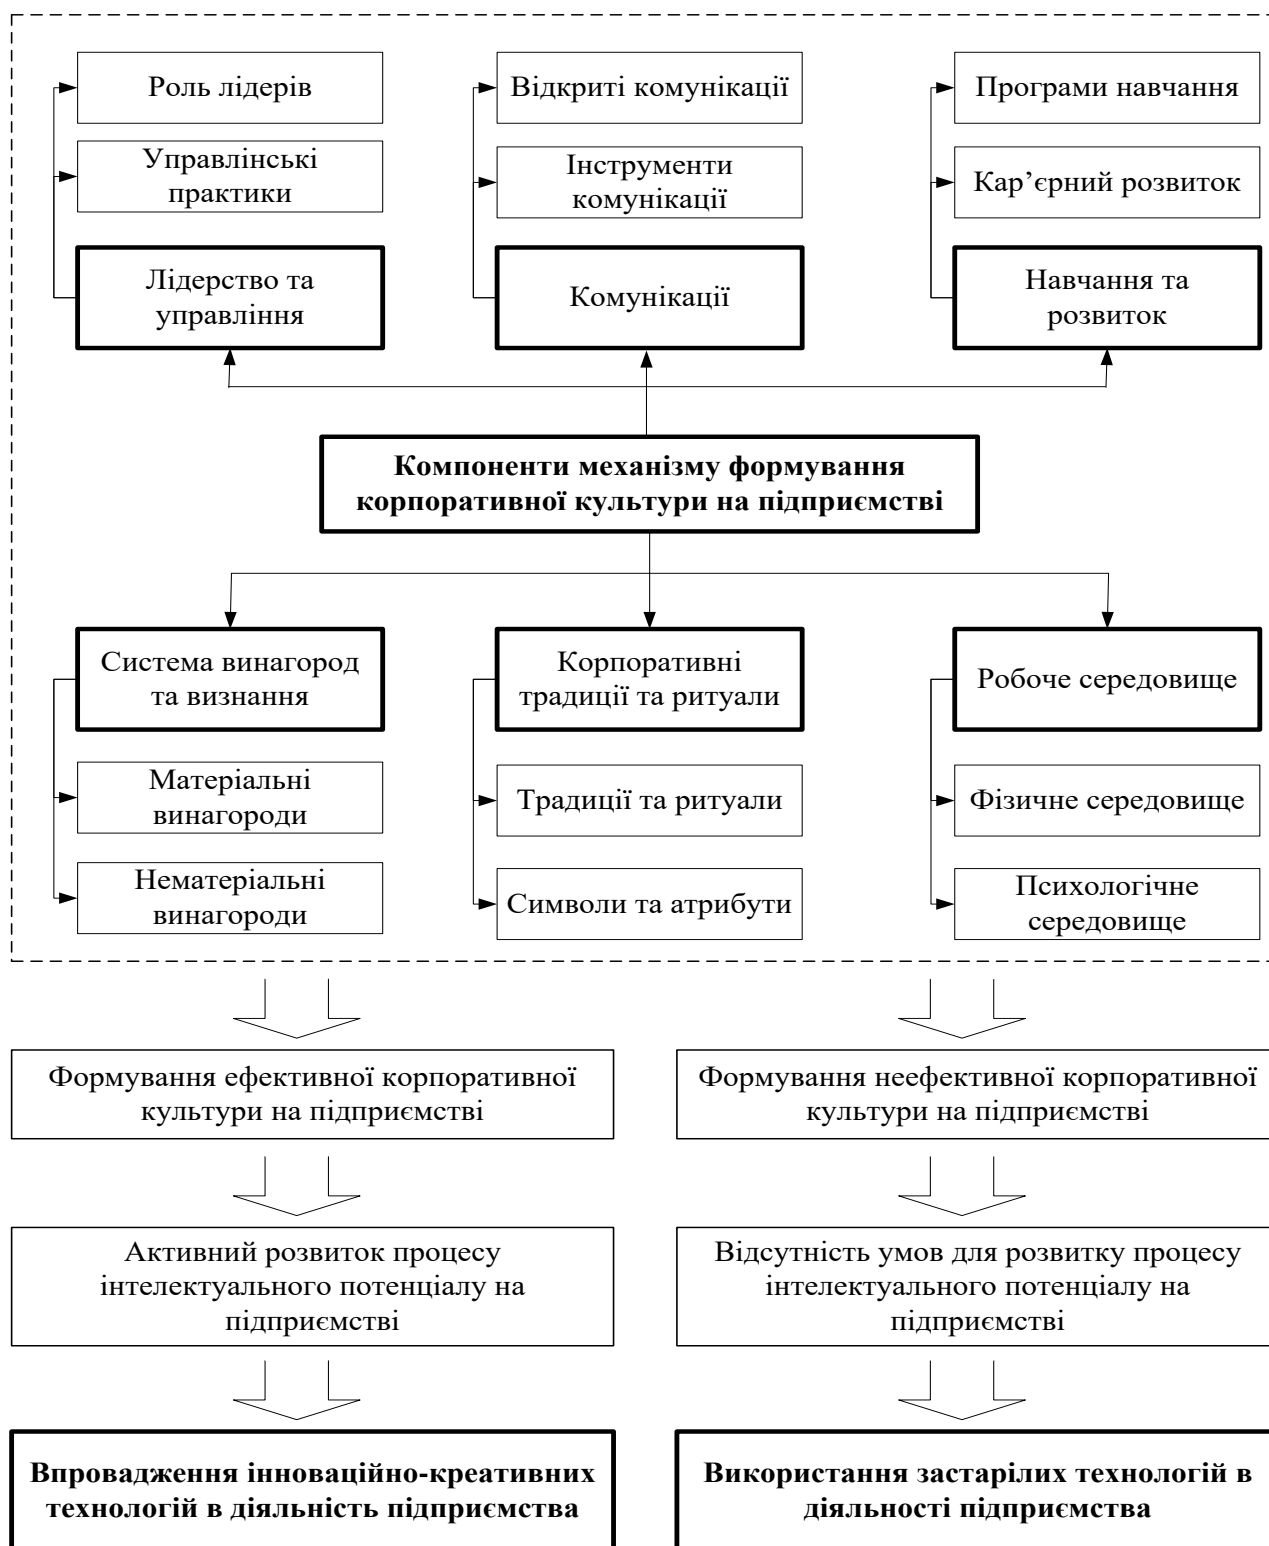 Роль лідерів
Відкриті комунікації
Програми навчання
Управлінські
практики
Інструменти
комунікації
Кар’єрний розвиток
Лідерство та
управління
Комунікації
Навчання та
розвиток
Компоненти механізму формування
корпоративної культури на підприємстві
Система винагород
та визнання
Корпоративні
традиції та ритуали
Робоче середовище
Матеріальні
винагороди
Традиції та ритуали
Фізичне середовище
Нематеріальні
винагороди
Символи та атрибути
Психологічне
середовище
Формування ефективної корпоративної
культури на підприємстві
Формування неефективної корпоративної
культури на підприємстві
Активний розвиток процесу
інтелектуального потенціалу на
підприємстві
Відсутність умов для розвитку процесу
інтелектуального потенціалу на
підприємстві
Впровадження інноваційно-креативних
технологій в діяльність підприємства
Використання застарілих технологій в
діяльності підприємства